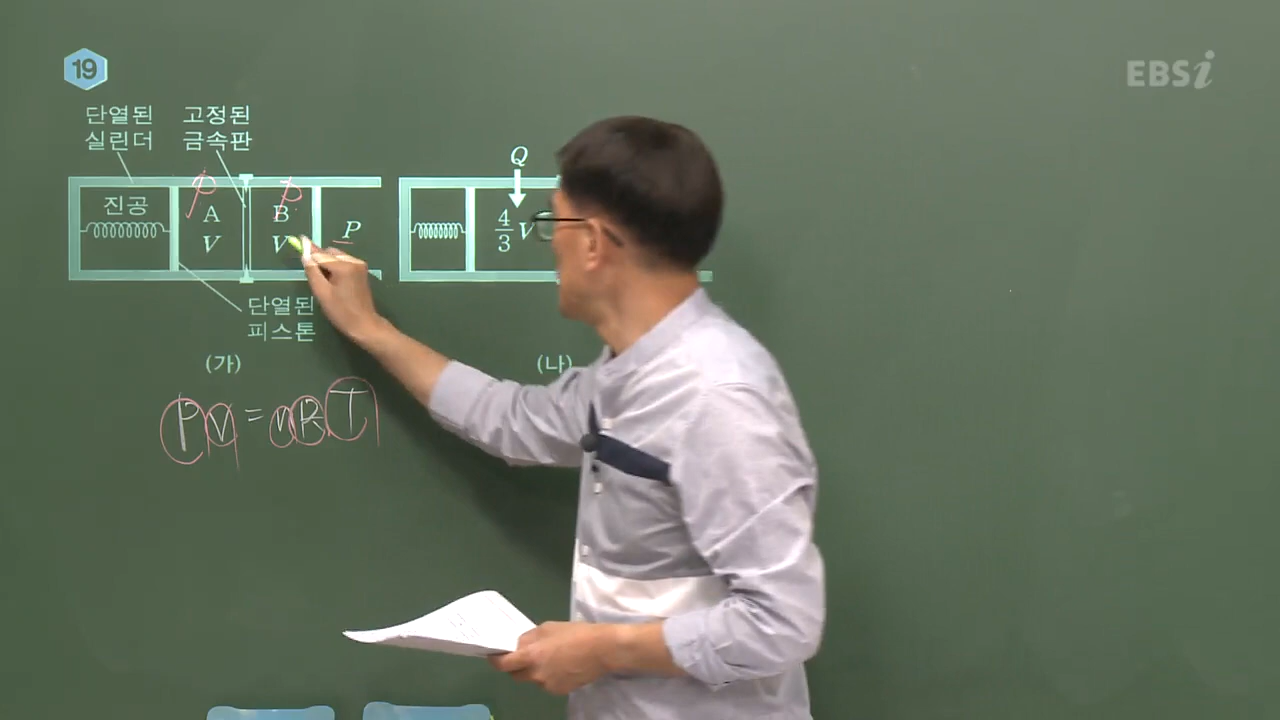 19
EBSi
단열된
실린더
고정된
금속판
진공
P
A
V
P
B
V
P
Q
4/3 V
단열된
피스톤
(가)
(나)
PV = nRT